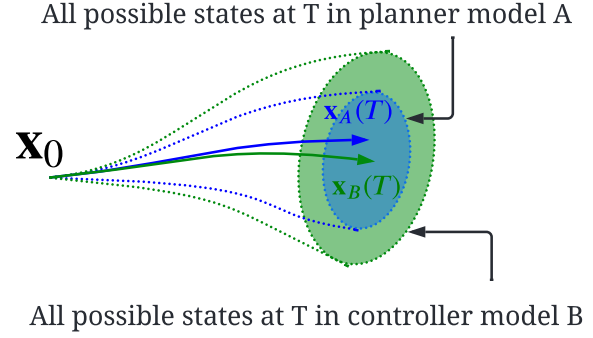 All possible states at T in planner model A
x_A(T)
x_0
x_B(T)
All possible states at T in controller model B